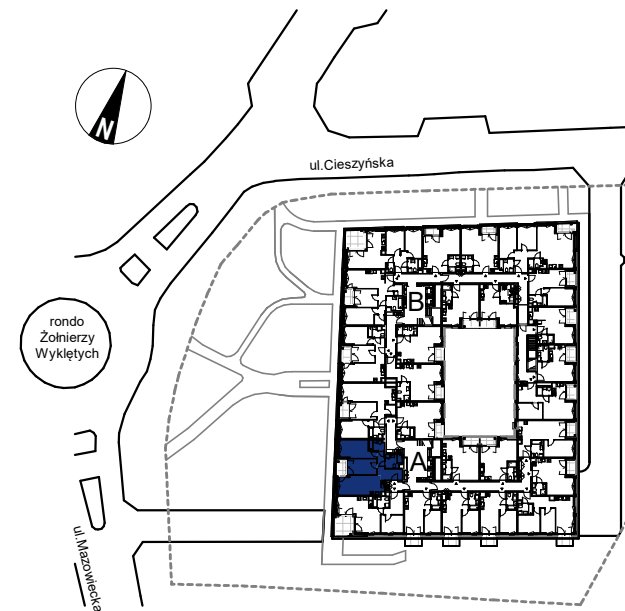 N
ul.Cieszyńska
B
rondo
Żołnierzy
Wyklętych
A
ul.Mazowiecka